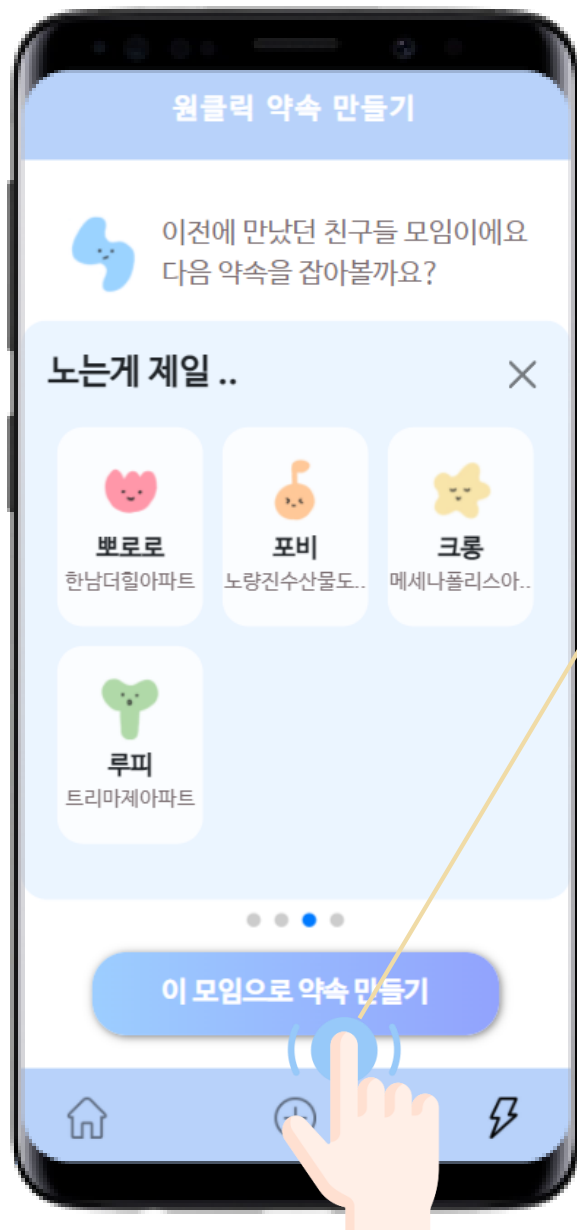 원클릭 약속 만들기
이전에 만났던 친구들 모임이에요
다음 약속을 잡아볼까요?
노는게 제일 ..
뽀로로
한남더힐아파트
포비
노량진수산물도..
크롱
메세나폴리스아..
루피
트리마제아파트
이 모임으로 약속 만들기